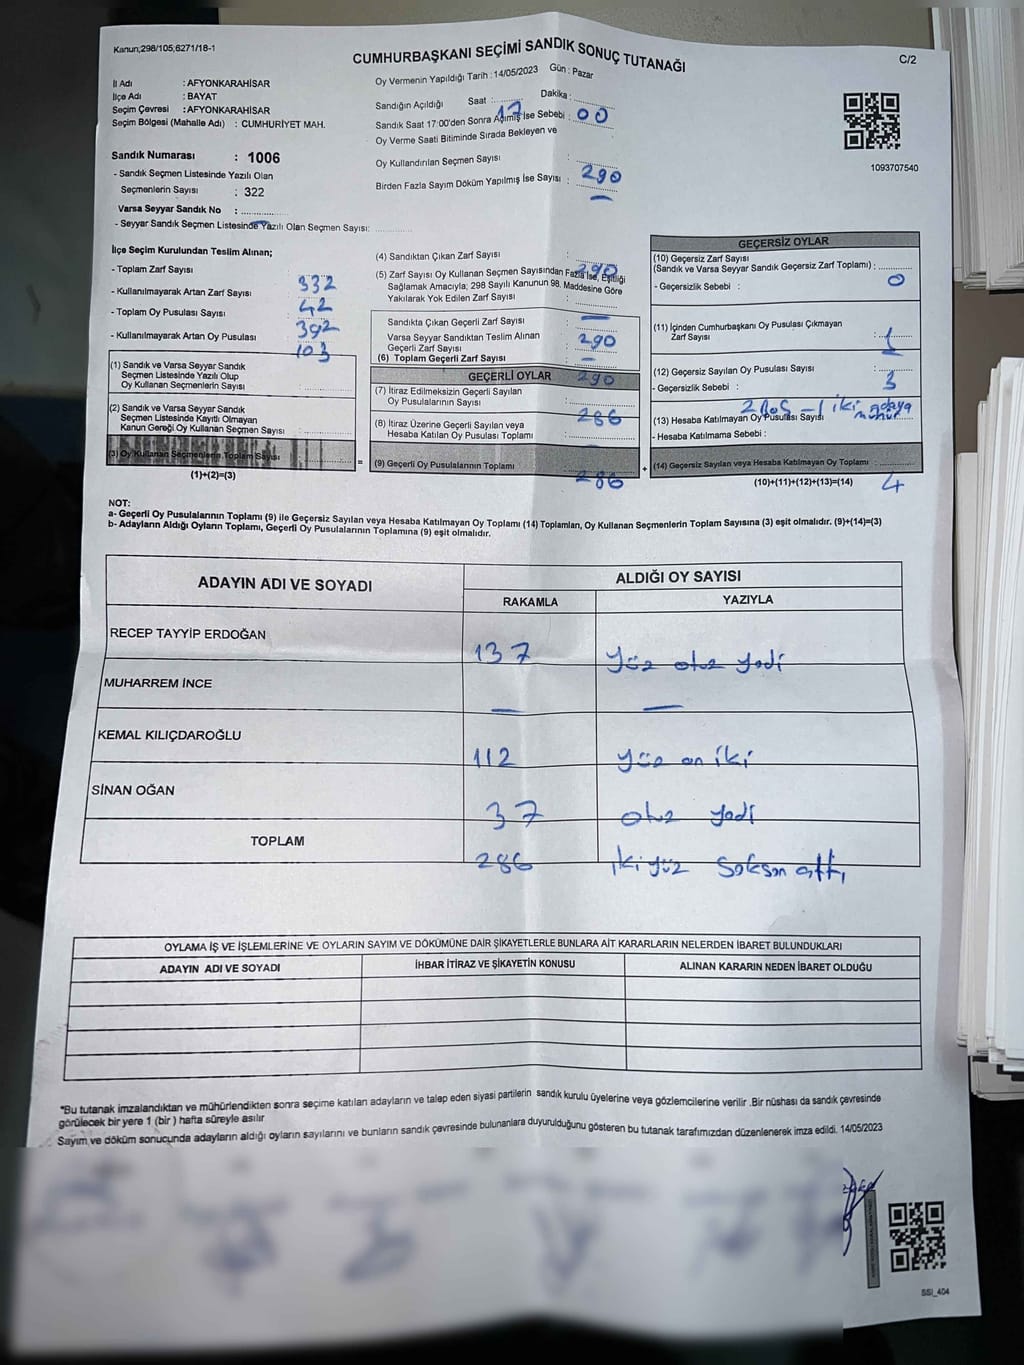 Kanun;298/105;6271/18-1
CUMHURBAŞKANI SEÇİMİ SANDIK SONUÇ TUTANAĞI
C/2
İl Adı : AFYONKARAHİSAR
İlçe Adı : BAYAT
Seçim Çevresi : AFYONKARAHİSAR
Seçim Bölgesi (Mahalle Adı) : CUMHURİYET MAH.
Sandık Numarası : 1006
- Sandık Seçmen Listesinde Yazılı Olan
Seçmenlerin Sayısı : 322
Varsa Seyyar Sandık No :
- Seyyar Sandık Seçmen Listesinde Yazılı Olan Seçmen Sayısı:
Oy Vermenin Yapıldığı Tarih : 14/05/2023 Gün : Pazar
Sandığın Açıldığı Saat : 17 Dakika : 00
Sandık Saat 17:00'den Sonra Açılmış İse Sebebi :
Oy Verme Saati Bitiminde Sırada Bekleyen ve
Oy Kullandırılan Seçmen Sayısı : 290
Birden Fazla Sayım Döküm Yapılmış İse Sayısı : —
1093707540
İlçe Seçim Kurulundan Teslim Alınan;
- Toplam Zarf Sayısı 332
- Kullanılmayarak Artan Zarf Sayısı 42
- Toplam Oy Pusulası Sayısı 392
- Kullanılmayarak Artan Oy Pusulası 103
(1) Sandık ve Varsa Seyyar Sandık
Seçmen Listesinde Yazılı Olup
Oy Kullanan Seçmenlerin Sayısı :
(2) Sandık ve Varsa Seyyar Sandık
Seçmen Listesine Kayıtlı Olmayan
Kanun Gereği Oy Kullanan Seçmen Sayısı :
(3) Oy Kullanan Seçmenlerin Toplam Sayısı :
(1)+(2)=(3)
(4) Sandıktan Çıkan Zarf Sayısı : 290
(5) Zarf Sayısı Oy Kullanan Seçmen Sayısından Fazla İse, Eşitliği
Sağlamak Amacıyla; 298 Sayılı Kanunun 98. Maddesine Göre
Yakılarak Yok Edilen Zarf Sayısı : —
Sandıkta Çıkan Geçerli Zarf Sayısı : 290
Varsa Seyyar Sandıktan Teslim Alınan
Geçerli Zarf Sayısı : —
(6) Toplam Geçerli Zarf Sayısı : 290
GEÇERLİ OYLAR
(7) İtiraz Edilmeksizin Geçerli Sayılan
Oy Pusulalarının Sayısı : 286
(8) İtiraz Üzerine Geçerli Sayılan veya
Hesaba Katılan Oy Pusulası Toplamı :
(9) Geçerli Oy Pusulalarının Toplamı : 286
GEÇERSİZ OYLAR
(10) Geçersiz Zarf Sayısı
(Sandık ve Varsa Seyyar Sandık Geçersiz Zarf Toplamı) : 0
- Geçersizlik Sebebi :
(11) İçinden Cumhurbaşkanı Oy Pusulası Çıkmayan
Zarf Sayısı : 1
(12) Geçersiz Sayılan Oy Pusulası Sayısı : 3
- Geçersizlik Sebebi : 2 Boş - 1 iki adaya mühür
(13) Hesaba Katılmayan Oy Pusulası Sayısı
- Hesaba Katılmama Sebebi :
(14) Geçersiz Sayılan veya Hesaba Katılmayan Oy Toplamı : 4
(10)+(11)+(12)+(13)=(14)
NOT:
a- Geçerli Oy Pusulalarının Toplamı (9) ile Geçersiz Sayılan veya Hesaba Katılmayan Oy Toplamı (14) Toplamları, Oy Kullanan Seçmenlerin Toplam Sayısına (3) eşit olmalıdır. (9)+(14)=(3)
b- Adayların Aldığı Oyların Toplamı, Geçerli Oy Pusulalarının Toplamına (9) eşit olmalıdır.
ADAYIN ADI VE SOYADI ALDIĞI OY SAYISI
RAKAMLA YAZIYLA
RECEP TAYYİP ERDOĞAN 137 yüz otuz yedi
MUHARREM İNCE — —
KEMAL KILIÇDAROĞLU 112 yüz on iki
SİNAN OĞAN 37 otuz yedi
TOPLAM 286 iki yüz seksen altı
OYLAMA İŞ VE İŞLEMLERİNE VE OYLARIN SAYIM VE DÖKÜMÜNE DAİR ŞİKAYETLERLE BUNLARA AİT KARARLARIN NELERDEN İBARET BULUNDUKLARI
ADAYIN ADI VE SOYADI İHBAR İTİRAZ VE ŞİKAYETİN KONUSU ALINAN KARARIN NEDEN İBARET OLDUĞU
*Bu tutanak imzalandıktan ve mühürlendikten sonra seçime katılan adayların ve talep eden siyasi partilerin sandık kurulu üyelerine veya gözlemcilerine verilir .Bir nüshası da sandık çevresinde
görülecek bir yere 1 (bir ) hafta süreyle asılır
Sayım ve döküm sonucunda adayların aldığı oyların sayılarını ve bunların sandık çevresinde bulunanlara duyurulduğunu gösteren bu tutanak tarafımızdan düzenlenerek imza edildi. 14/05/2023
SSI_404